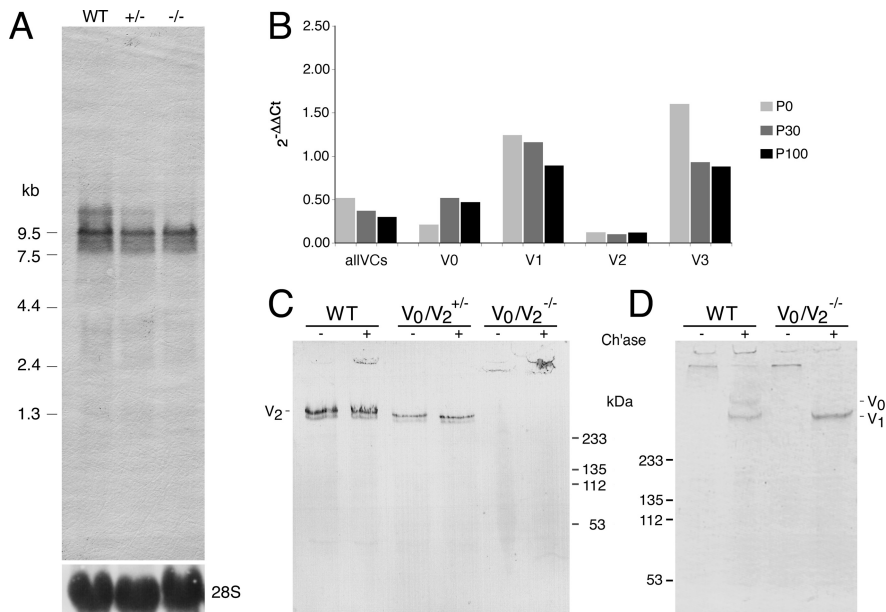 A
WT +/- -/-
kb
9.5
7.5
4.4
2.4
1.3
28S
B
2-ΔΔCt
2.50
2.00
1.50
1.00
0.50
0.00
allVCs V0 V1 V2 V3
P0
P30
P100
C
WT V0/V2+/- V0/V2-/-
- + - + - +
V2
kDa
233
135
112
53
D
WT V0/V2-/-
Ch'ase - + - +
V0
V1
233
135
112
53